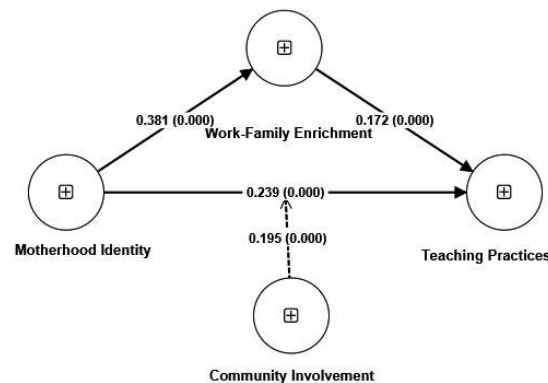 0.381 (0.000)
0.172 (0.000)
Work-Family Enrichment
0.239 (0.000)
Motherhood Identity
0.195 (0.000)
Teaching Practices
Community Involvement